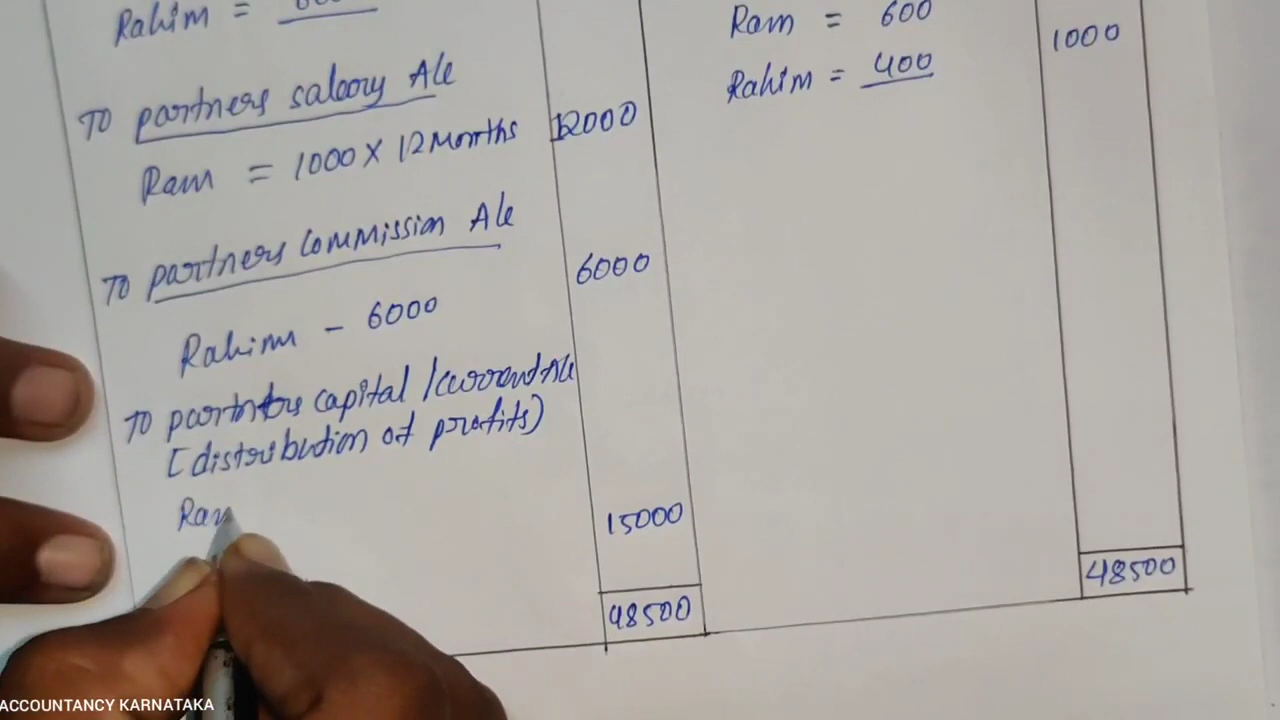 Rahim =
To partners salary A/c
Ram = 1000 X 12 Months
12000
To partners Commission A/c
6000
Rahim - 6000
To partners capital / current A/c
[distribution of profits)
Ram
15000
48500
Ram = 600
1000
Rahim = 400
48500
ACCOUNTANCY KARNATAKA